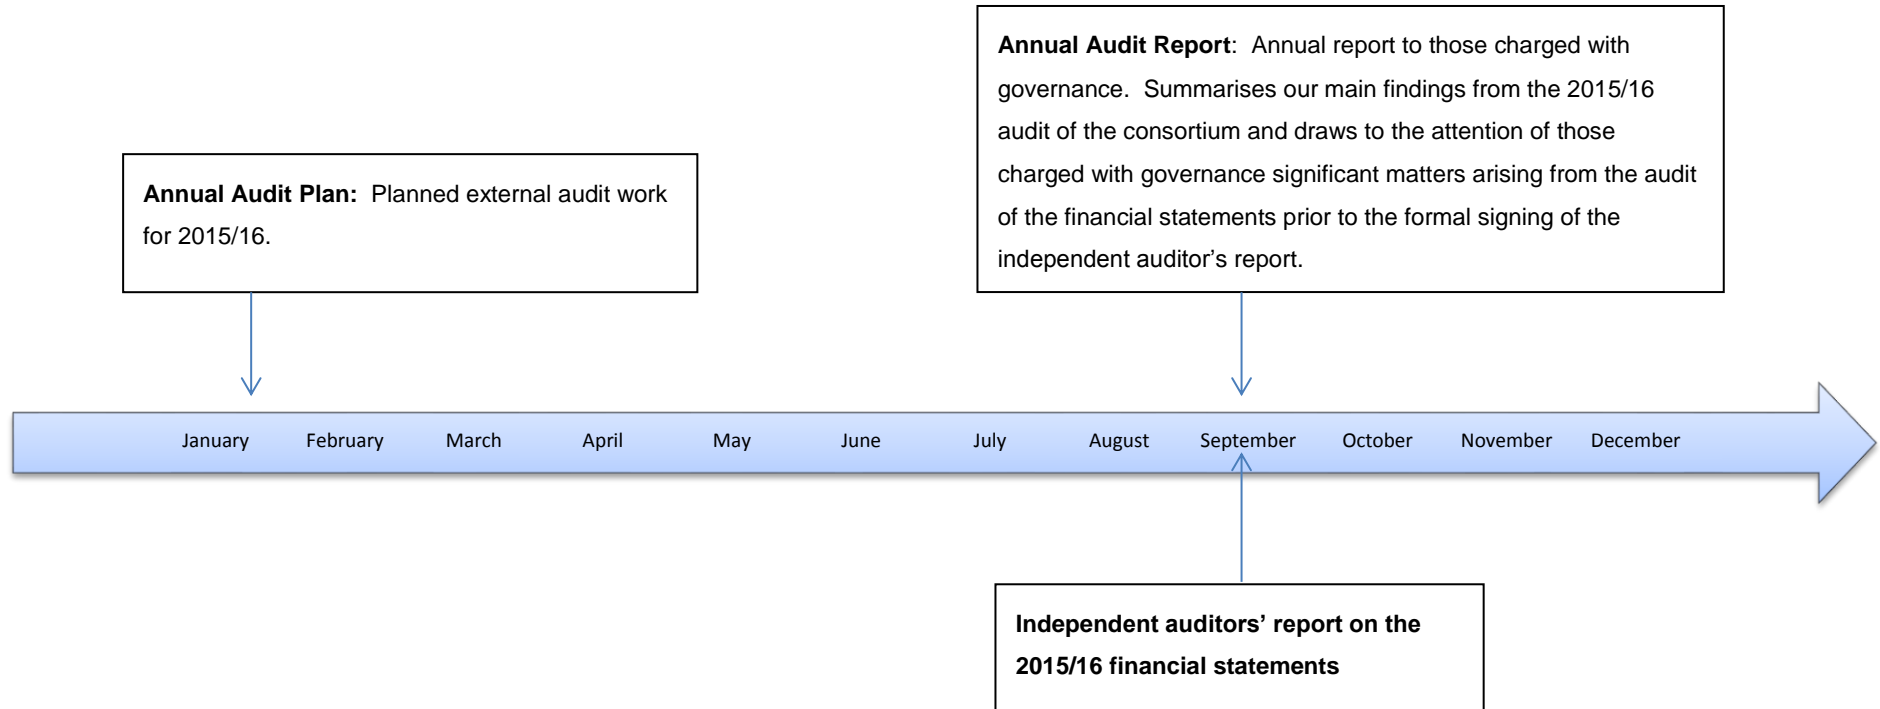 Annual Audit Report: Annual report to those charged with
governance. Summarises our main findings from the 2015/16
audit of the consortium and draws to the attention of those
charged with governance significant matters arising from the audit
of the financial statements prior to the formal signing of the
independent auditor’s report.
Annual Audit Plan: Planned external audit work
for 2015/16.
January February March April May June July August September October November December
Independent auditors’ report on the
2015/16 financial statements